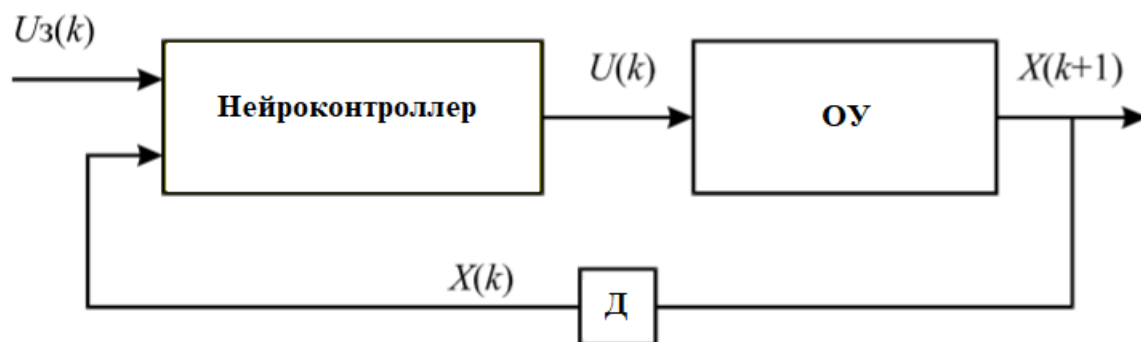 Uз(k)
Нейроконтроллер
U(k)
ОУ
X(k+1)
X(k)
Д